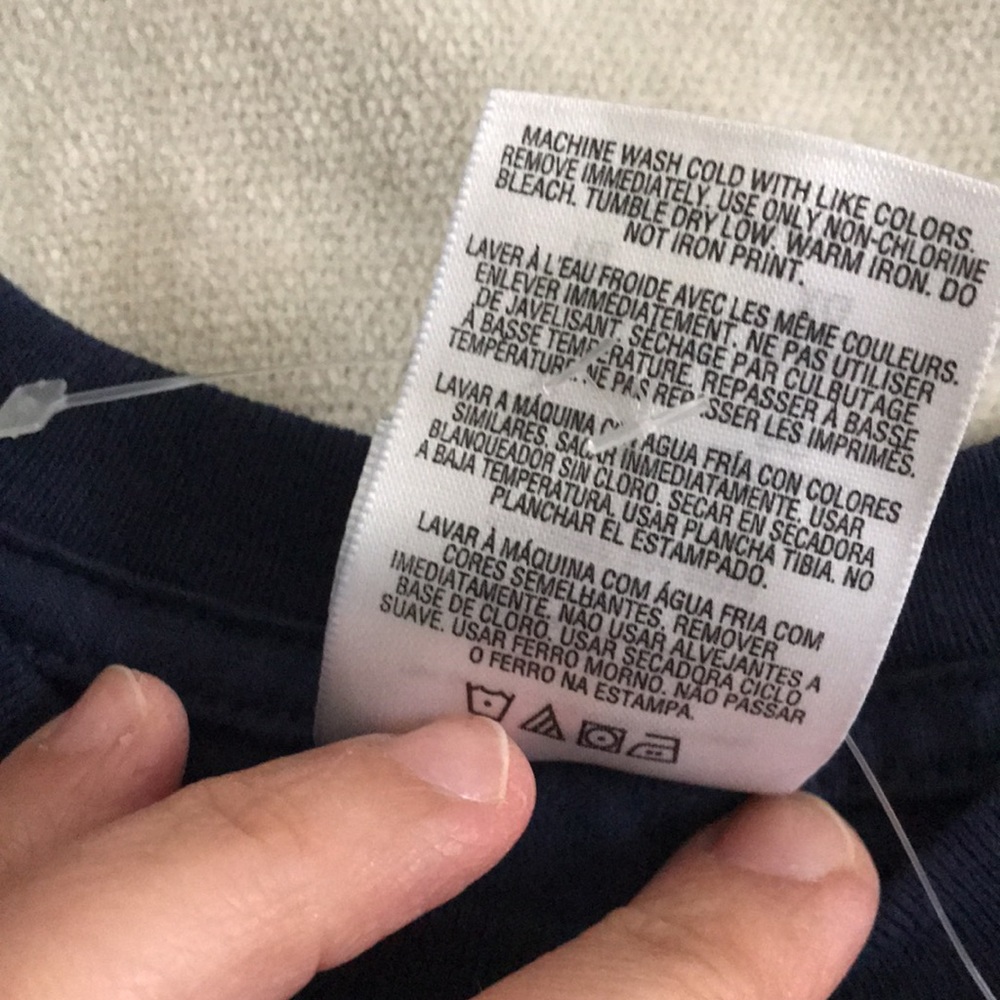 MACHINE WASH COLD WITH LIKE COLORS.
REMOVE IMMEDIATELY. USE ONLY NON-CHLORINE
BLEACH. TUMBLE DRY LOW. WARM IRON. DO
NOT IRON PRINT.
LAVER À L'EAU FROIDE AVEC LES MÊME COULEURS.
ENLEVER IMMÉDIATEMENT. NE PAS UTILISER
DE JAVELISANT. SÉCHAGE PAR CULBUTAGE
À BASSE TEMPÉRATURE. REPASSER À BASSE
TEMPÉRATURE. NE PAS REPASSER LES IMPRIMÉS.
LAVAR A MÁQUINA CON AGUA FRÍA CON COLORES
SIMILARES. SACAR INMEDIATAMENTE. USAR
BLANQUEADOR SIN CLORO. SECAR EN SECADORA
A BAJA TEMPERATURA. USAR PLANCHA TIBIA. NO
PLANCHAR EL ESTAMPADO.
LAVAR À MÁQUINA COM ÁGUA FRIA COM
CORES SEMELHANTES. REMOVER
IMEDIATAMENTE. NÃO USAR ALVEJANTES A
BASE DE CLORO. USAR SECADORA CICLO
SUAVE. USAR FERRO MORNO. NÃO PASSAR
O FERRO NA ESTAMPA.